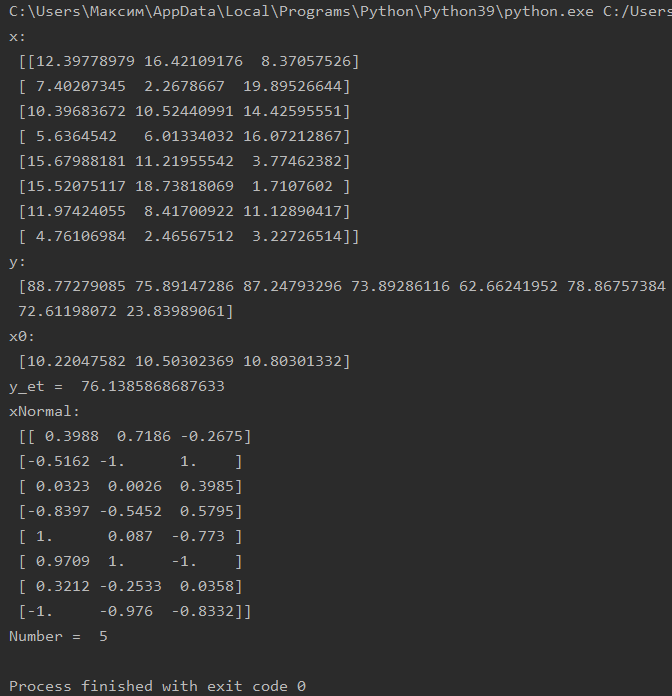 C:\Users\Максим\AppData\Local\Programs\Python\Python39\python.exe C:/Users
x:
[[12.39778979 16.42109176  8.37057526]
[ 7.40207345  2.2678667  19.89526644]
[10.39683672 10.52440991 14.42595551]
[ 5.6364542   6.01334032 16.07212867]
[15.67988181 11.21955542  3.77462382]
[15.52075117 18.73818069  1.7107602 ]
[11.97424055  8.41700922 11.12890417]
[ 4.76106984  2.46567512  3.22726514]]
y:
[88.77279085 75.89147286 87.24793296 73.89286116 62.66241952 78.86757384
72.61198072 23.83989061]
x0:
[10.22047582 10.50302369 10.80301332]
y_et =  76.1385868687633
xNormal:
[[ 0.3988  0.7186 -0.2675]
[-0.5162 -1.      1.    ]
[ 0.0323  0.0026  0.3985]
[-0.8397 -0.5452  0.5795]
[ 1.      0.087  -0.773 ]
[ 0.9709  1.     -1.    ]
[ 0.3212 -0.2533  0.0358]
[-1.     -0.976  -0.8332]]
Number =  5
Process finished with exit code 0